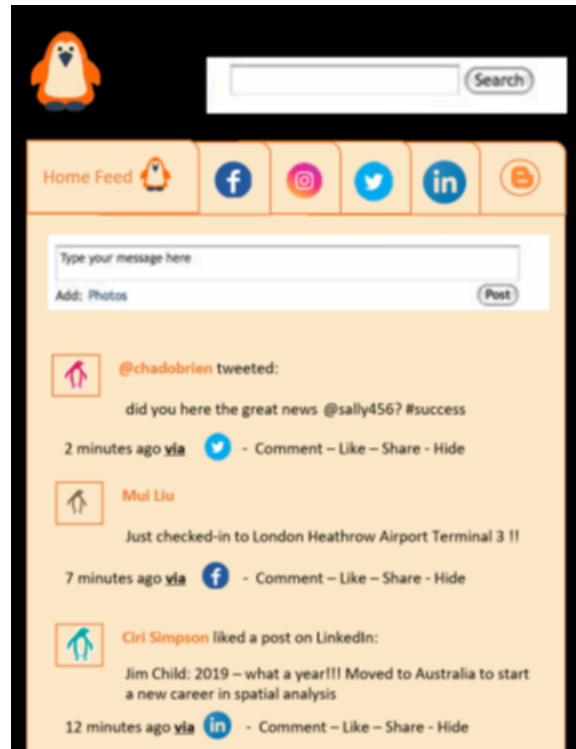 Search
Home Feed
Type your message here
Add: Photos
Post
@chadobrien tweeted:
did you here the great news @sally456? #success
2 minutes ago via - Comment – Like – Share - Hide
Mui Liu
Just checked-in to London Heathrow Airport Terminal 3 !!
7 minutes ago via - Comment – Like – Share - Hide
Ciri Simpson liked a post on LinkedIn:
Jim Child: 2019 – what a year!!! Moved to Australia to start
a new career in spatial analysis
12 minutes ago via in - Comment – Like – Share - Hide